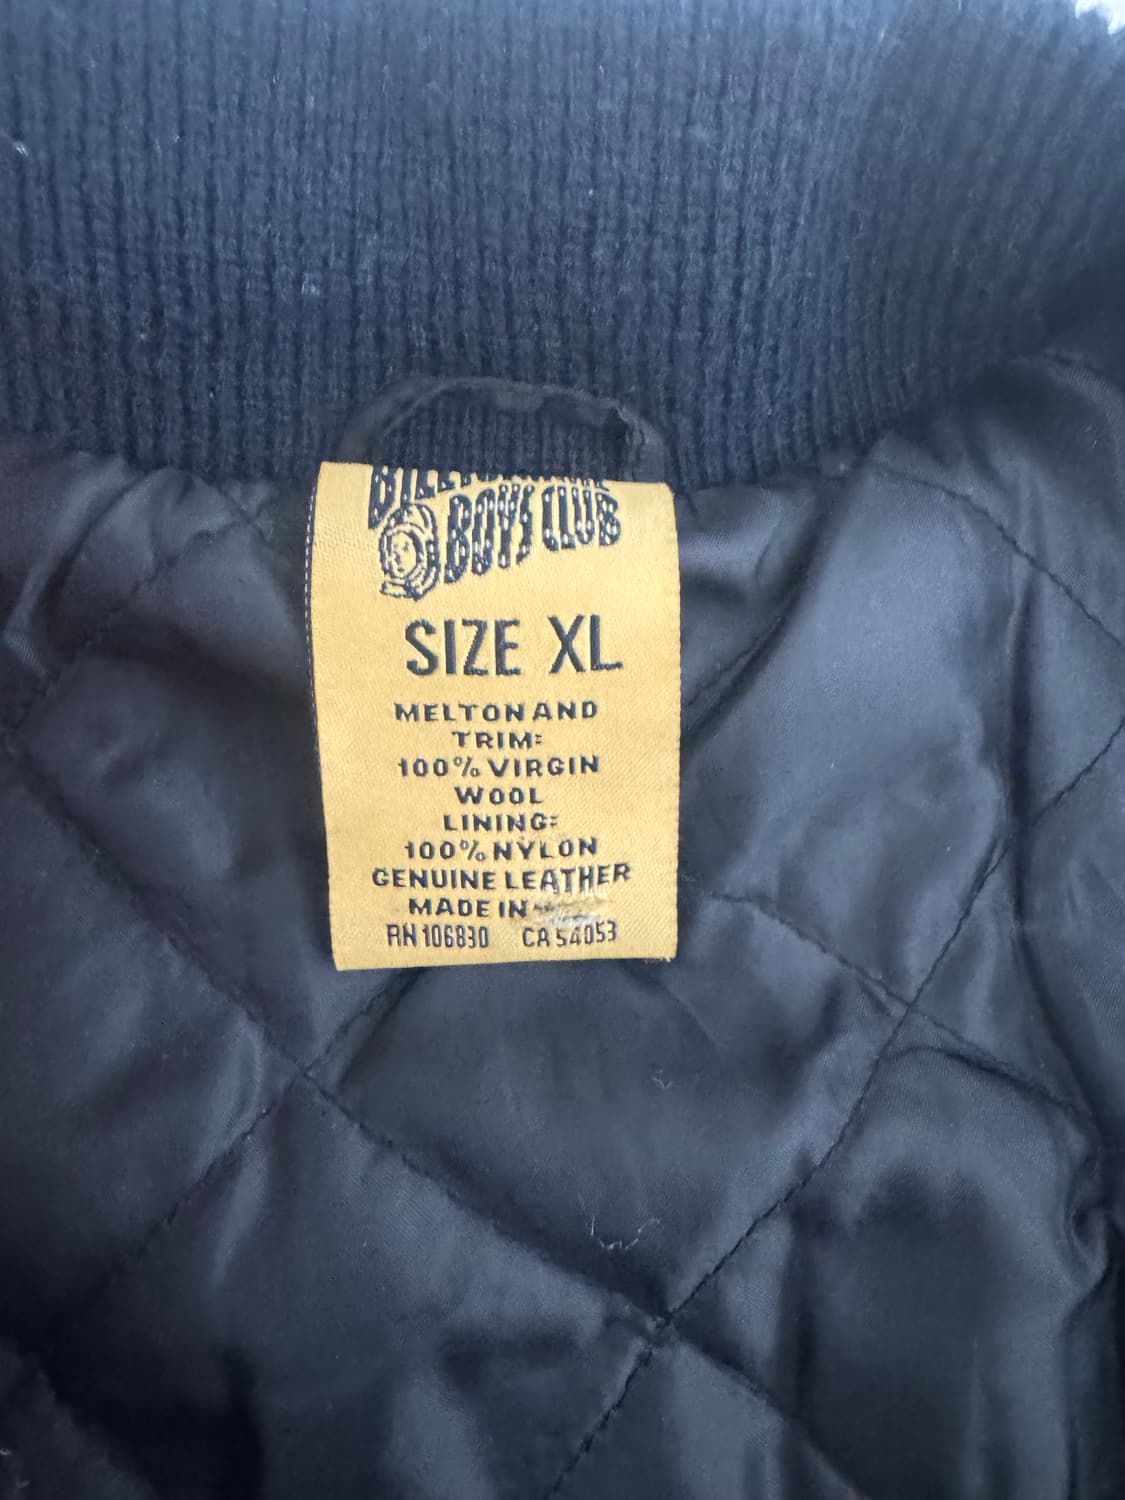 BILLIONAIRE
BOYS CLUB
SIZE XL
MELTON AND
TRIM:
100% VIRGIN
WOOL
LINING:
100% NYLON
GENUINE LEATHER
MADE IN
RN 106830 CA 54053